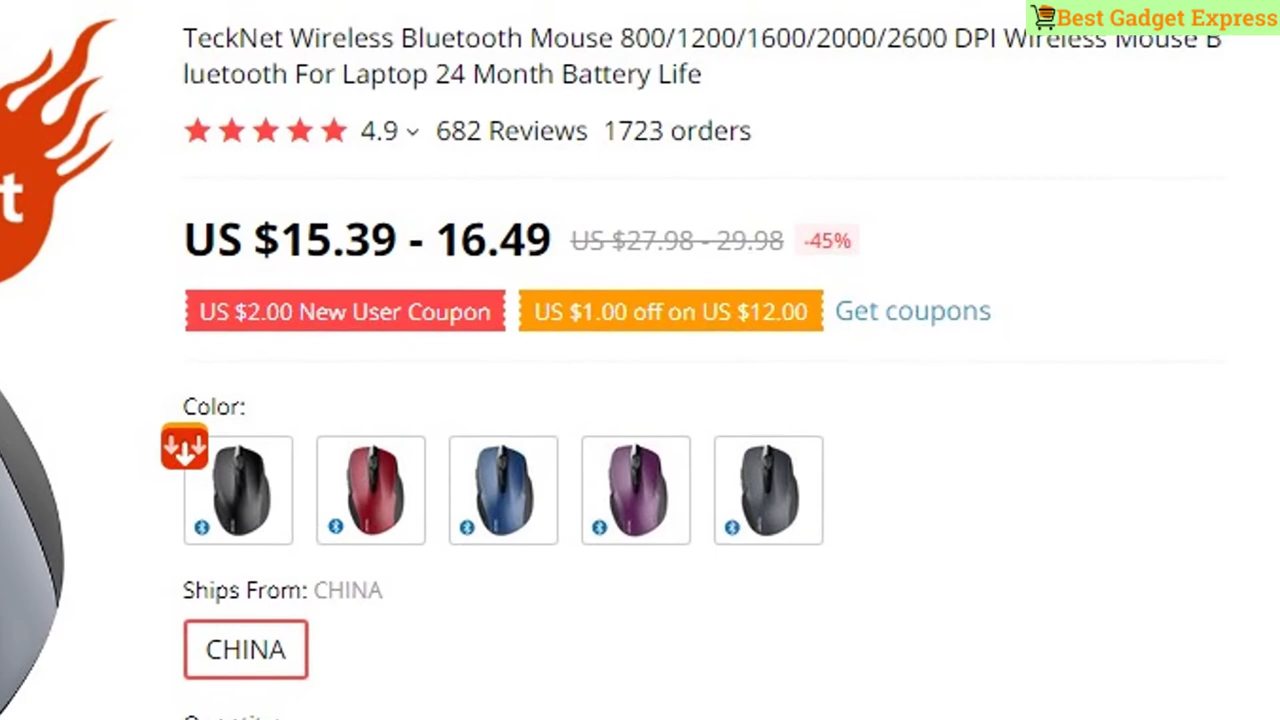 Best Gadget Express
TeckNet Wireless Bluetooth Mouse 800/1200/1600/2000/2600 DPI Wireless Mouse B
luetooth For Laptop 24 Month Battery Life
4.9 682 Reviews 1723 orders
t
US $15.39 - 16.49 US $27.98 - 29.98 -45%
US $2.00 New User Coupon US $1.00 off on US $12.00 Get coupons
Color:
Ships From: CHINA
CHINA